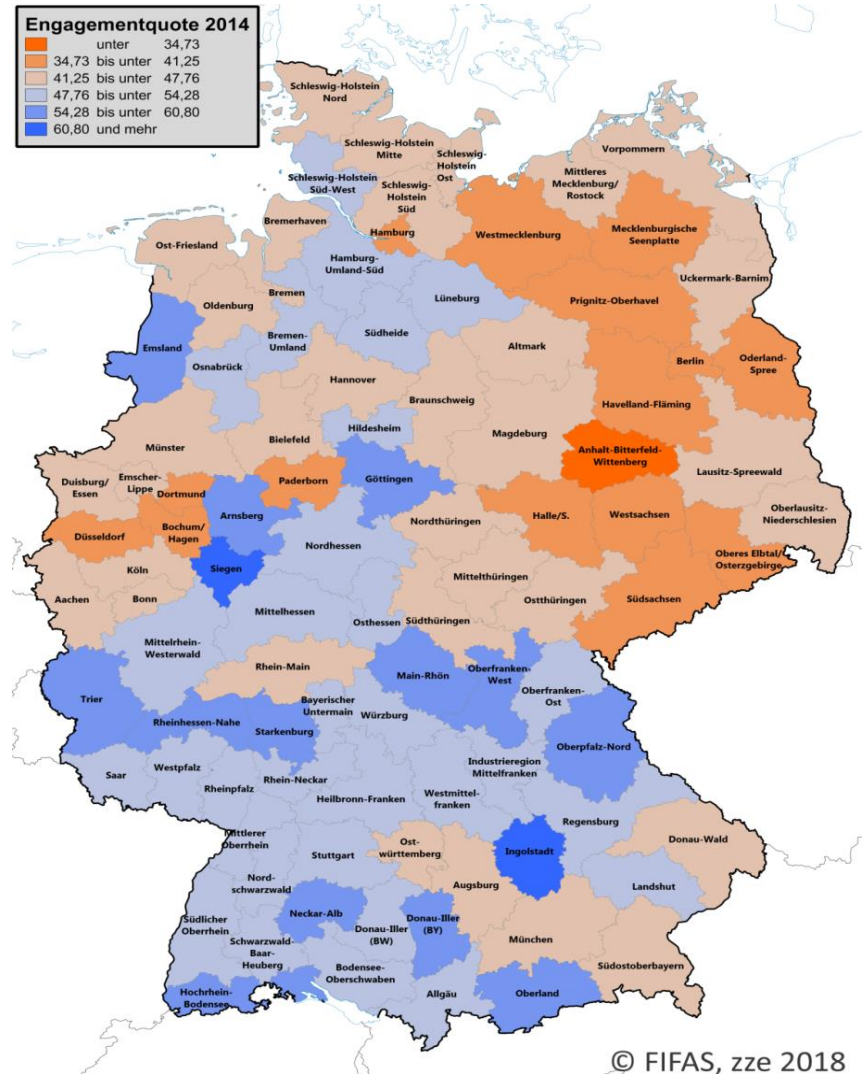 Engagementquote 2014
unter 34,73
34,73 bis unter 41,25
41,25 bis unter 47,76
47,76 bis unter 54,28
54,28 bis unter 60,80
60,80 und mehr
Schleswig-Holstein
Nord
Schleswig-Holstein
Mitte
Schleswig-
Holstein
Ost
Schleswig-Holstein
Süd-West
Schleswig-
Holstein
Süd
Vorpommern
Mittleres
Mecklenburg/
Rostock
Hamburg
Bremerhaven
Westmecklenburg
Mecklenburgische
Seenplatte
Ost-Friesland
Hamburg-
Umland-Süd
Uckermark-Barnim
Oldenburg
Bremen
Lüneburg
Prignitz-Oberhavel
Emsland
Bremen-
Umland
Südheide
Altmark
Berlin
Oderland-
Spree
Osnabrück
Hannover
Braunschweig
Havelland-Fläming
Hildesheim
Magdeburg
Münster
Bielefeld
Anhalt-Bitterfeld-
Wittenberg
Lausitz-Spreewald
Duisburg/
Essen
Emscher-
Lippe
Dortmund
Paderborn
Göttingen
Oberlausitz-
Niederschlesien
Düsseldorf
Bochum/
Hagen
Arnsberg
Nordthüringen
Halle/S.
Westsachsen
Nordhessen
Oberes Elbtal/
Osterzgebirge
Köln
Siegen
Mittelthüringen
Aachen
Bonn
Mittelhessen
Osthessen
Südthüringen
Ostthüringen
Südsachsen
Mittelrhein-
Westerwald
Rhein-Main
Main-Rhön
Oberfranken-
West
Oberfranken-
Ost
Trier
Rheinhessen-Nahe
Starkenburg
Bayerischer
Untermain
Würzburg
Oberpfalz-Nord
Saar
Westpfalz
Rheinpfalz
Rhein-Neckar
Heilbronn-Franken
Westmittel-
franken
Industrieregion
Mittelfranken
Regensburg
Mittlerer
Oberrhein
Stuttgart
Ost-
württemberg
Ingolstadt
Donau-Wald
Nord-
schwarzwald
Augsburg
Landshut
Neckar-Alb
Südlicher
Oberrhein
Donau-Iller
(BW)
Donau-Iller
(BY)
München
Schwarzwald-
Baar-
Heuberg
Bodensee-
Oberschwaben
Südostoberbayern
Hochrhein-
Bodensee
Allgäu
Oberland
© FIFAS, zze 2018